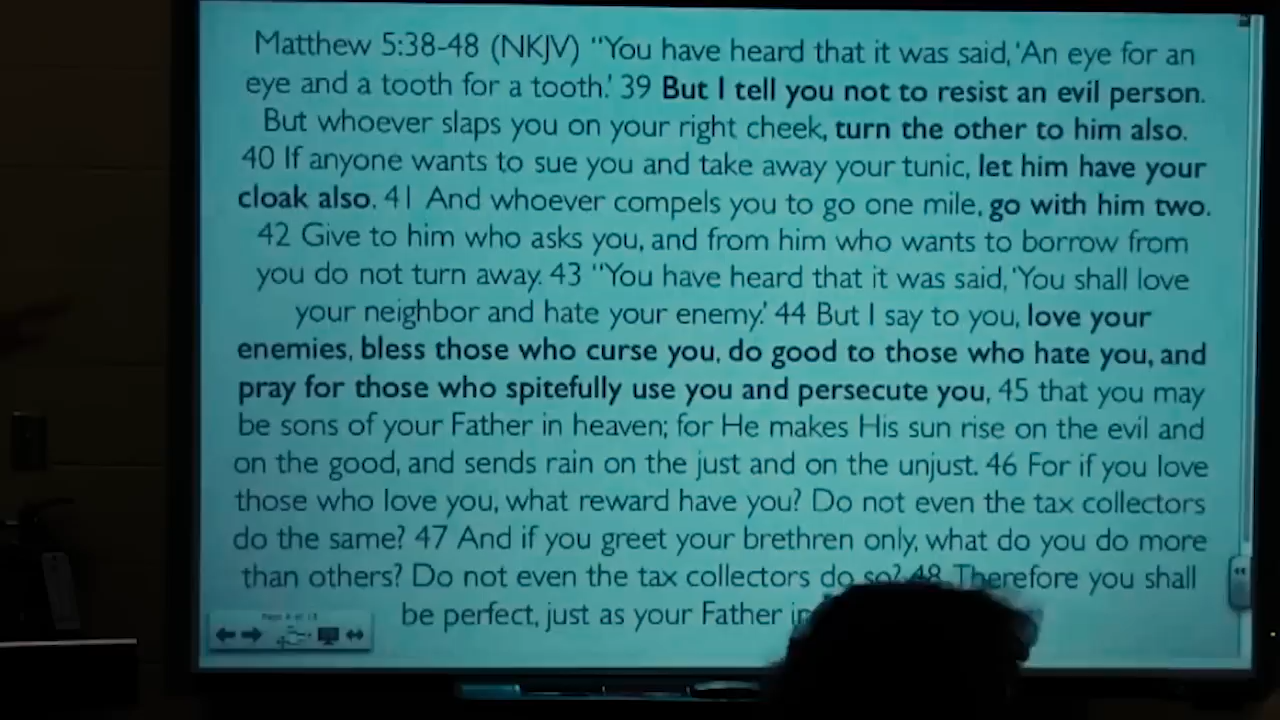 Matthew 5:38-48 (NKJV) "You have heard that it was said, 'An eye for an
eye and a tooth for a tooth.' 39 But I tell you not to resist an evil person.
But whoever slaps you on your right cheek, turn the other to him also.
40 If anyone wants to sue you and take away your tunic, let him have your
cloak also. 41 And whoever compels you to go one mile, go with him two.
42 Give to him who asks you, and from him who wants to borrow from
you do not turn away. 43 "You have heard that it was said, 'You shall love
your neighbor and hate your enemy.' 44 But I say to you, love your
enemies, bless those who curse you, do good to those who hate you, and
pray for those who spitefully use you and persecute you, 45 that you may
be sons of your Father in heaven; for He makes His sun rise on the evil and
on the good, and sends rain on the just and on the unjust. 46 For if you love
those who love you, what reward have you? Do not even the tax collectors
do the same? 47 And if you greet your brethren only, what do you do more
than others? Do not even the tax collectors do so? 48 Therefore you shall
be perfect, just as your Father in